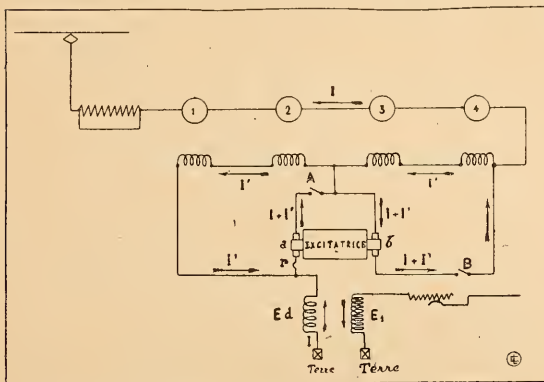 I
1 2 3 4
I' I'
A
I+I' I+I'
a EXCITATRICE b
r
I' I+I' B
Ed E1
I
Terre Terre